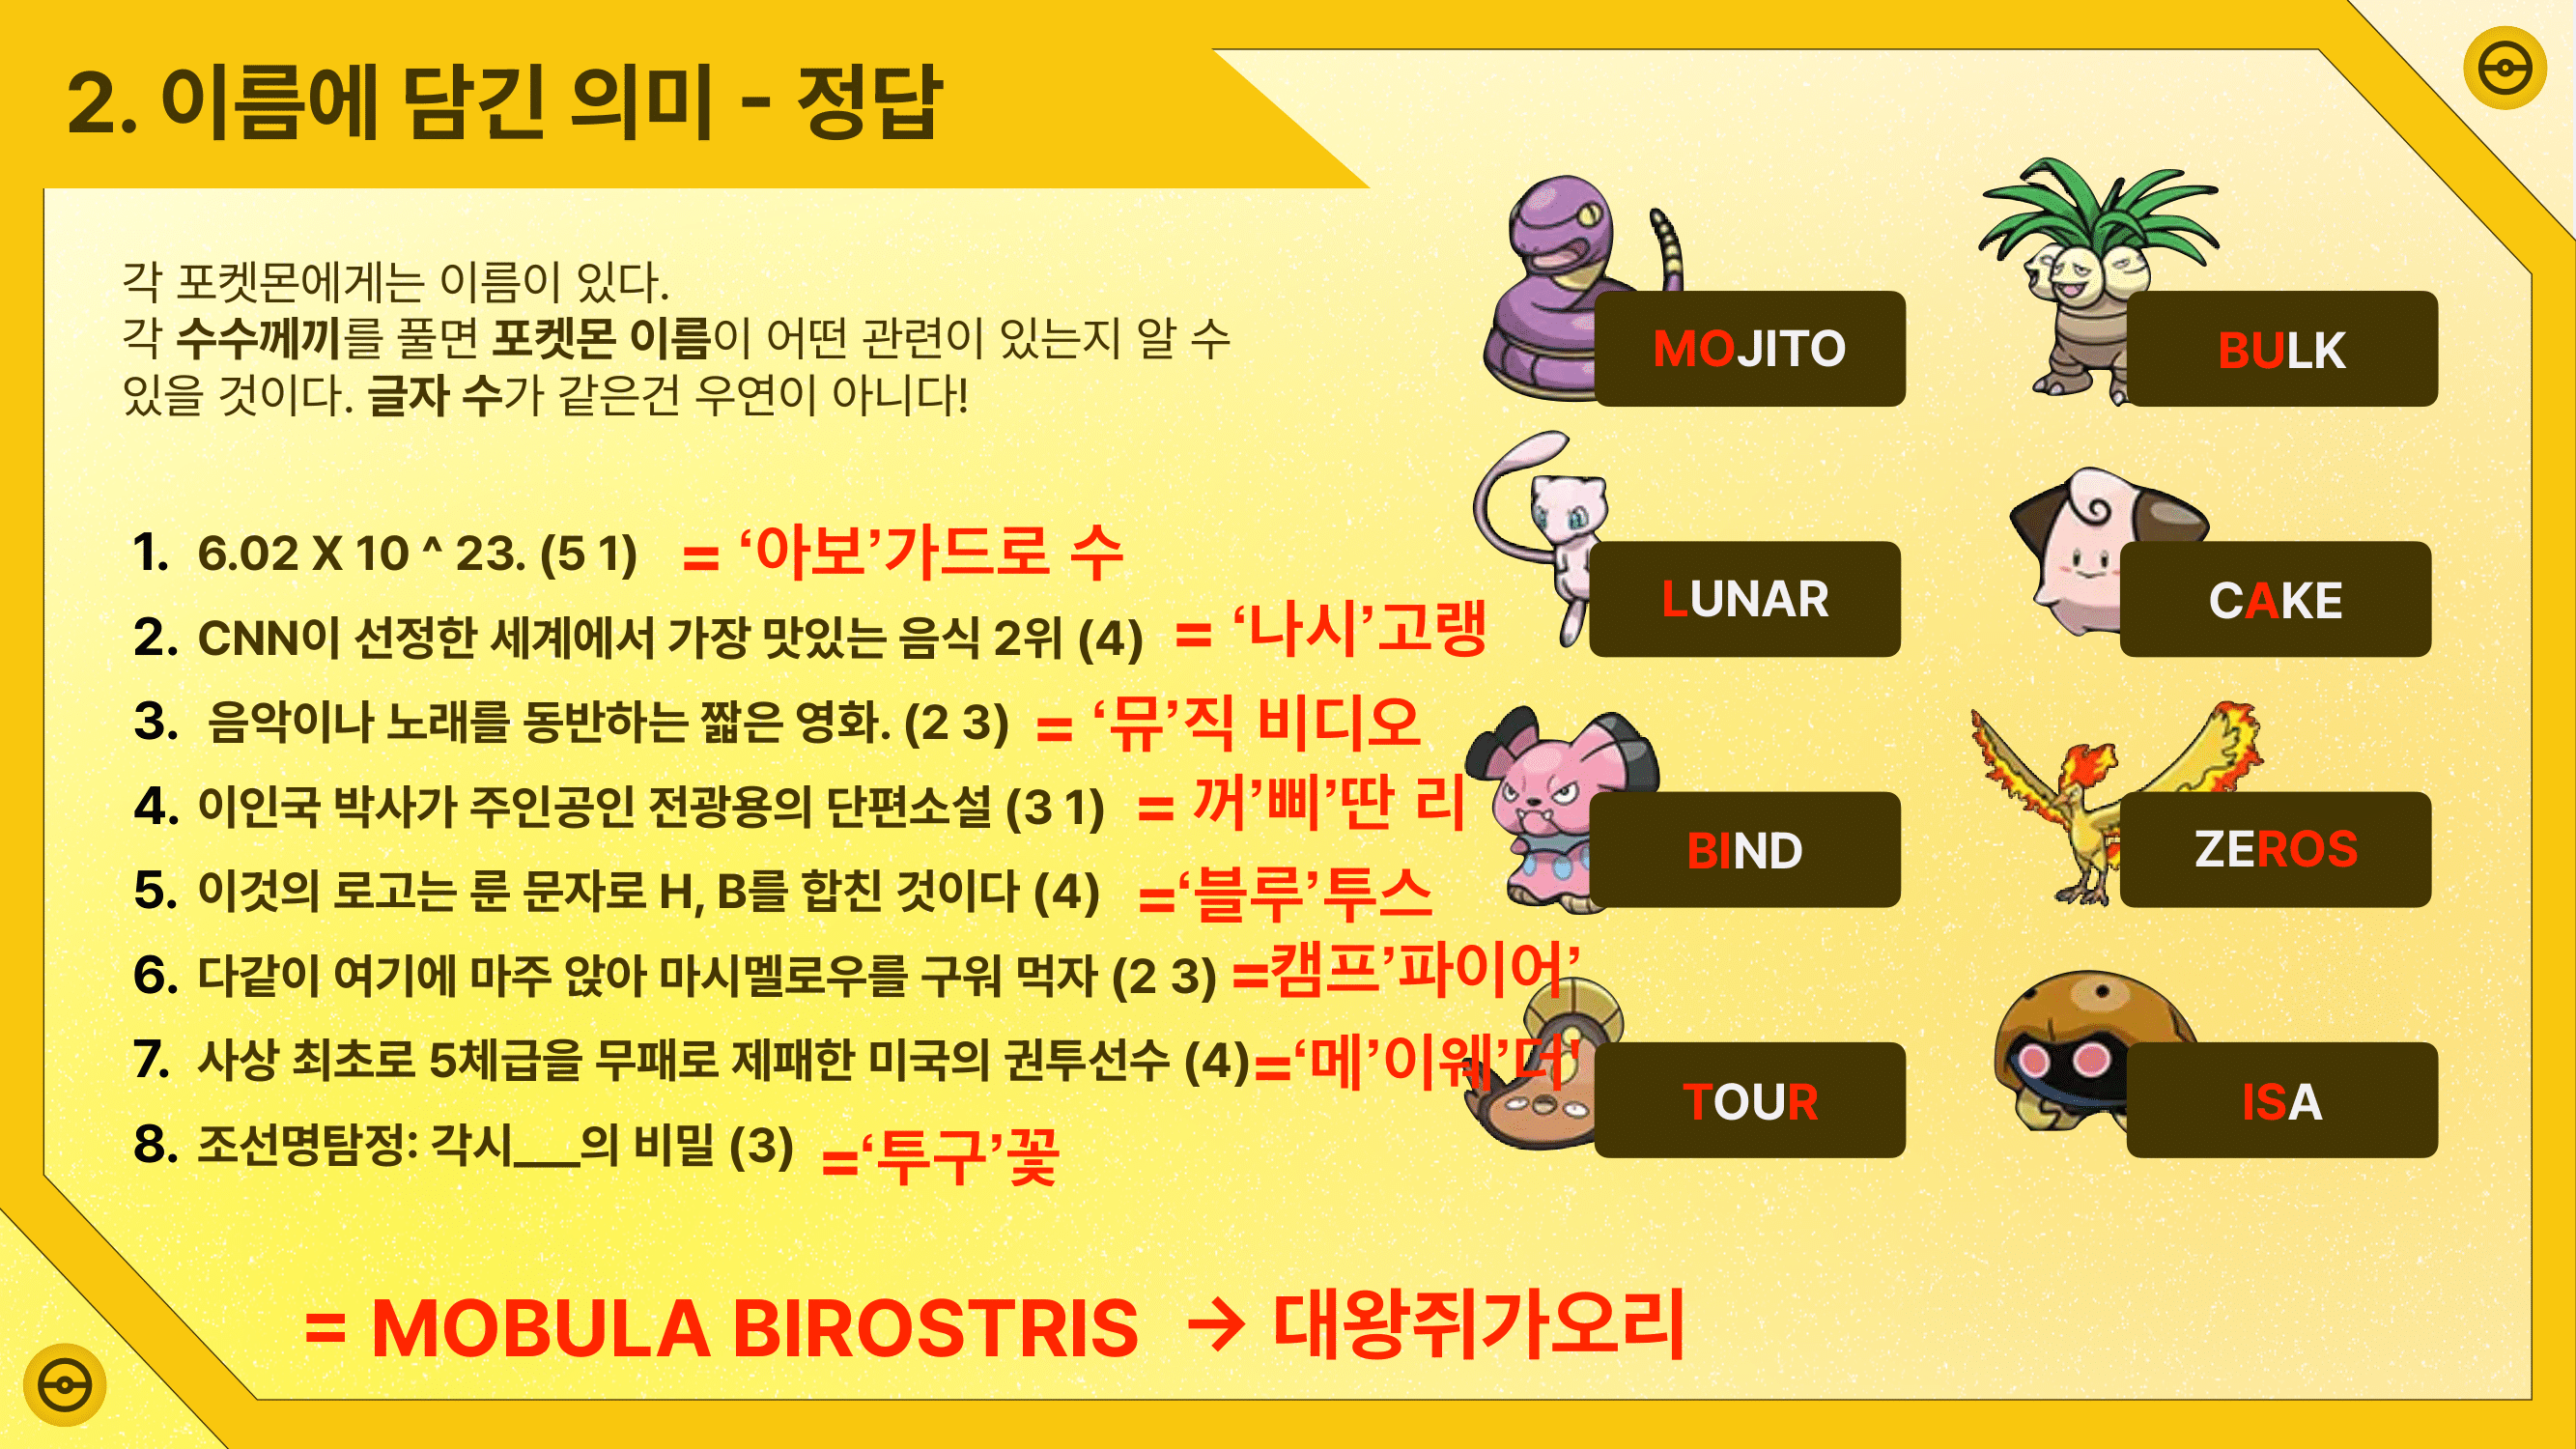 2. 이름에 담긴 의미 - 정답
각 포켓몬에게는 이름이 있다.
각 수수께끼를 풀면 포켓몬 이름이 어떤 관련이 있는지 알 수
있을 것이다. 글자 수가 같은건 우연이 아니다!
1. 6.02 X 10 ^ 23. (5 1) = ‘아보’가드로 수
2. CNN이 선정한 세계에서 가장 맛있는 음식 2위 (4) = ‘나시’고랭
3. 음악이나 노래를 동반하는 짧은 영화. (2 3) = ‘뮤’직 비디오
4. 이인국 박사가 주인공인 전광용의 단편소설 (3 1) = 꺼’삐’딴 리
5. 이것의 로고는 룬 문자로 H, B를 합친 것이다 (4) =‘블루’투스
6. 다같이 여기에 마주 앉아 마시멜로우를 구워 먹자 (2 3) =캠프’파이어’
7. 사상 최초로 5체급을 무패로 제패한 미국의 권투선수 (4)=‘메’이웨’더’
8. 조선명탐정: 각시___의 비밀 (3) =‘투구’꽃
MOJITO
BULK
LUNAR
CAKE
BIND
ZEROS
TOUR
ISA
= MOBULA BIROSTRIS → 대왕쥐가오리